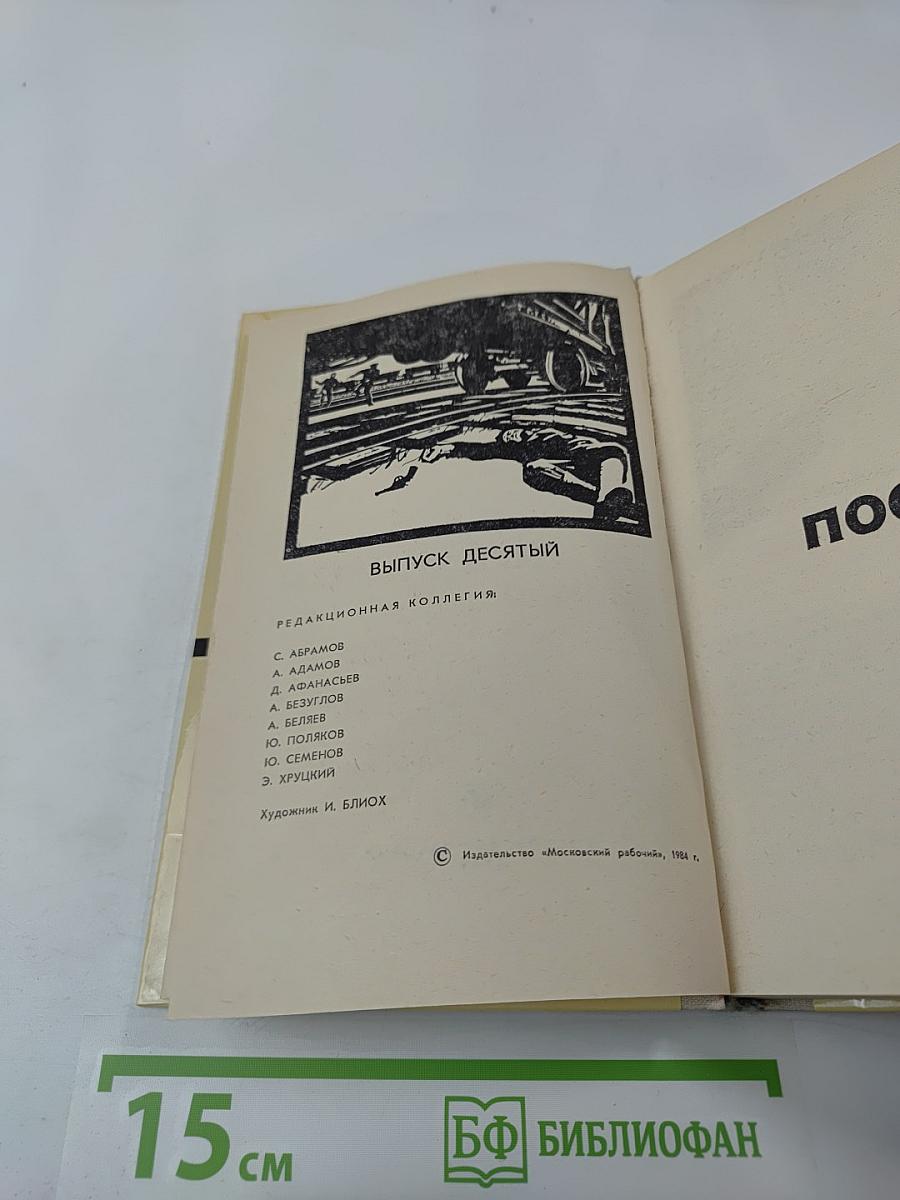 ВЫПУСК ДЕСЯТЫЙ
РЕДАКЦИОННАЯ КОЛЛЕГИЯ:
С. АБРАМОВ
А. АДАМОВ
Д. АФАНАСЬЕВ
А. БЕЗУГЛОВ
А. БЕЛЯЕВ
Ю. ПОЛЯКОВ
Ю. СЕМЕНОВ
Э. ХРУЦКИЙ
Художник И. БЛИОХ
© Издательство «Московский рабочий», 1984 г.
ПОС
15 см
БФ БИБЛИОФАН